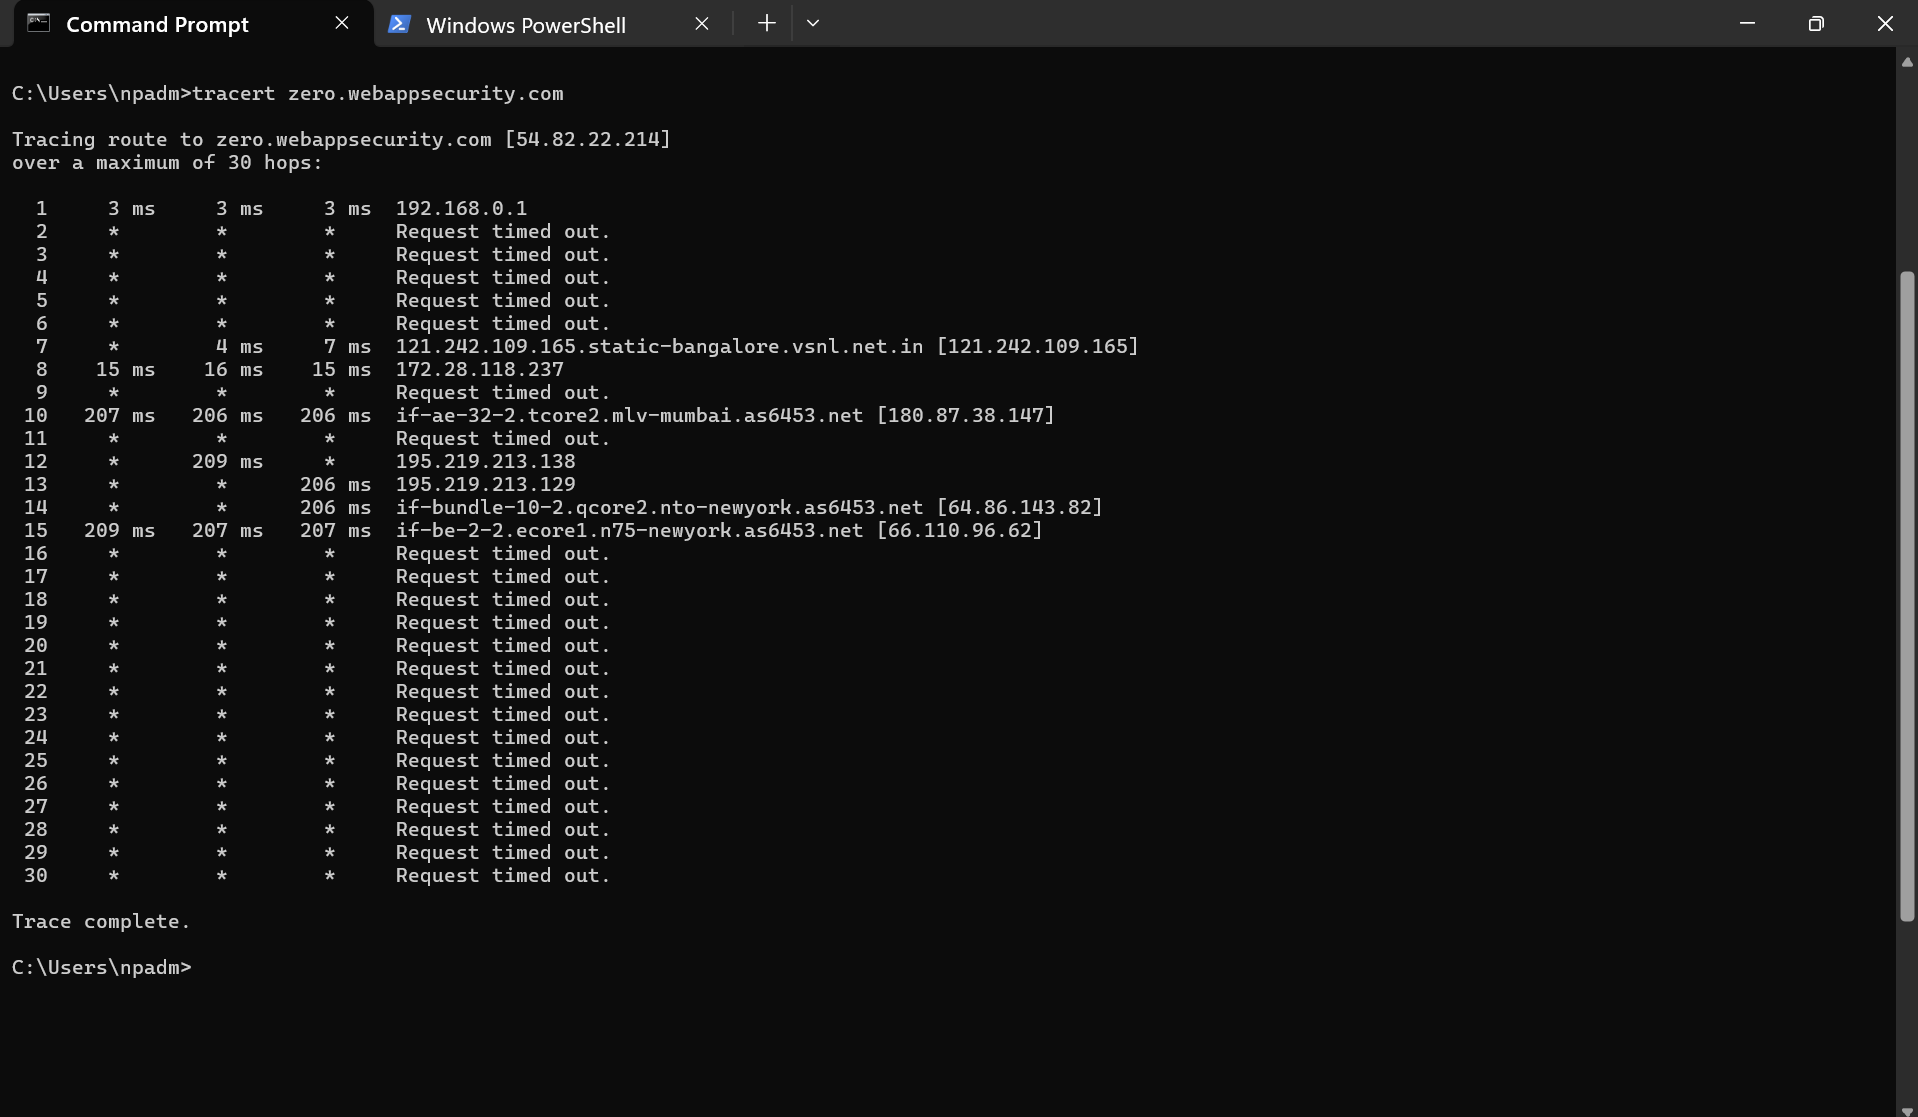 Command Prompt
Windows PowerShell
C:\Users\npadm>tracert zero.webappsecurity.com
Tracing route to zero.webappsecurity.com [54.82.22.214]
over a maximum of 30 hops:
1 3 ms 3 ms 3 ms 192.168.0.1
2 * * * Request timed out.
3 * * * Request timed out.
4 * * * Request timed out.
5 * * * Request timed out.
6 * * * Request timed out.
7 * 4 ms 7 ms 121.242.109.165.static-bangalore.vsnl.net.in [121.242.109.165]
8 15 ms 16 ms 15 ms 172.28.118.237
9 * * * Request timed out.
10 207 ms 206 ms 206 ms if-ae-32-2.tcore2.mlv-mumbai.as6453.net [180.87.38.147]
11 * * * Request timed out.
12 * 209 ms * 195.219.213.138
13 * * 206 ms 195.219.213.129
14 * * 206 ms if-bundle-10-2.qcore2.nto-newyork.as6453.net [64.86.143.82]
15 209 ms 207 ms 207 ms if-be-2-2.ecore1.n75-newyork.as6453.net [66.110.96.62]
16 * * * Request timed out.
17 * * * Request timed out.
18 * * * Request timed out.
19 * * * Request timed out.
20 * * * Request timed out.
21 * * * Request timed out.
22 * * * Request timed out.
23 * * * Request timed out.
24 * * * Request timed out.
25 * * * Request timed out.
26 * * * Request timed out.
27 * * * Request timed out.
28 * * * Request timed out.
29 * * * Request timed out.
30 * * * Request timed out.
Trace complete.
C:\Users\npadm>